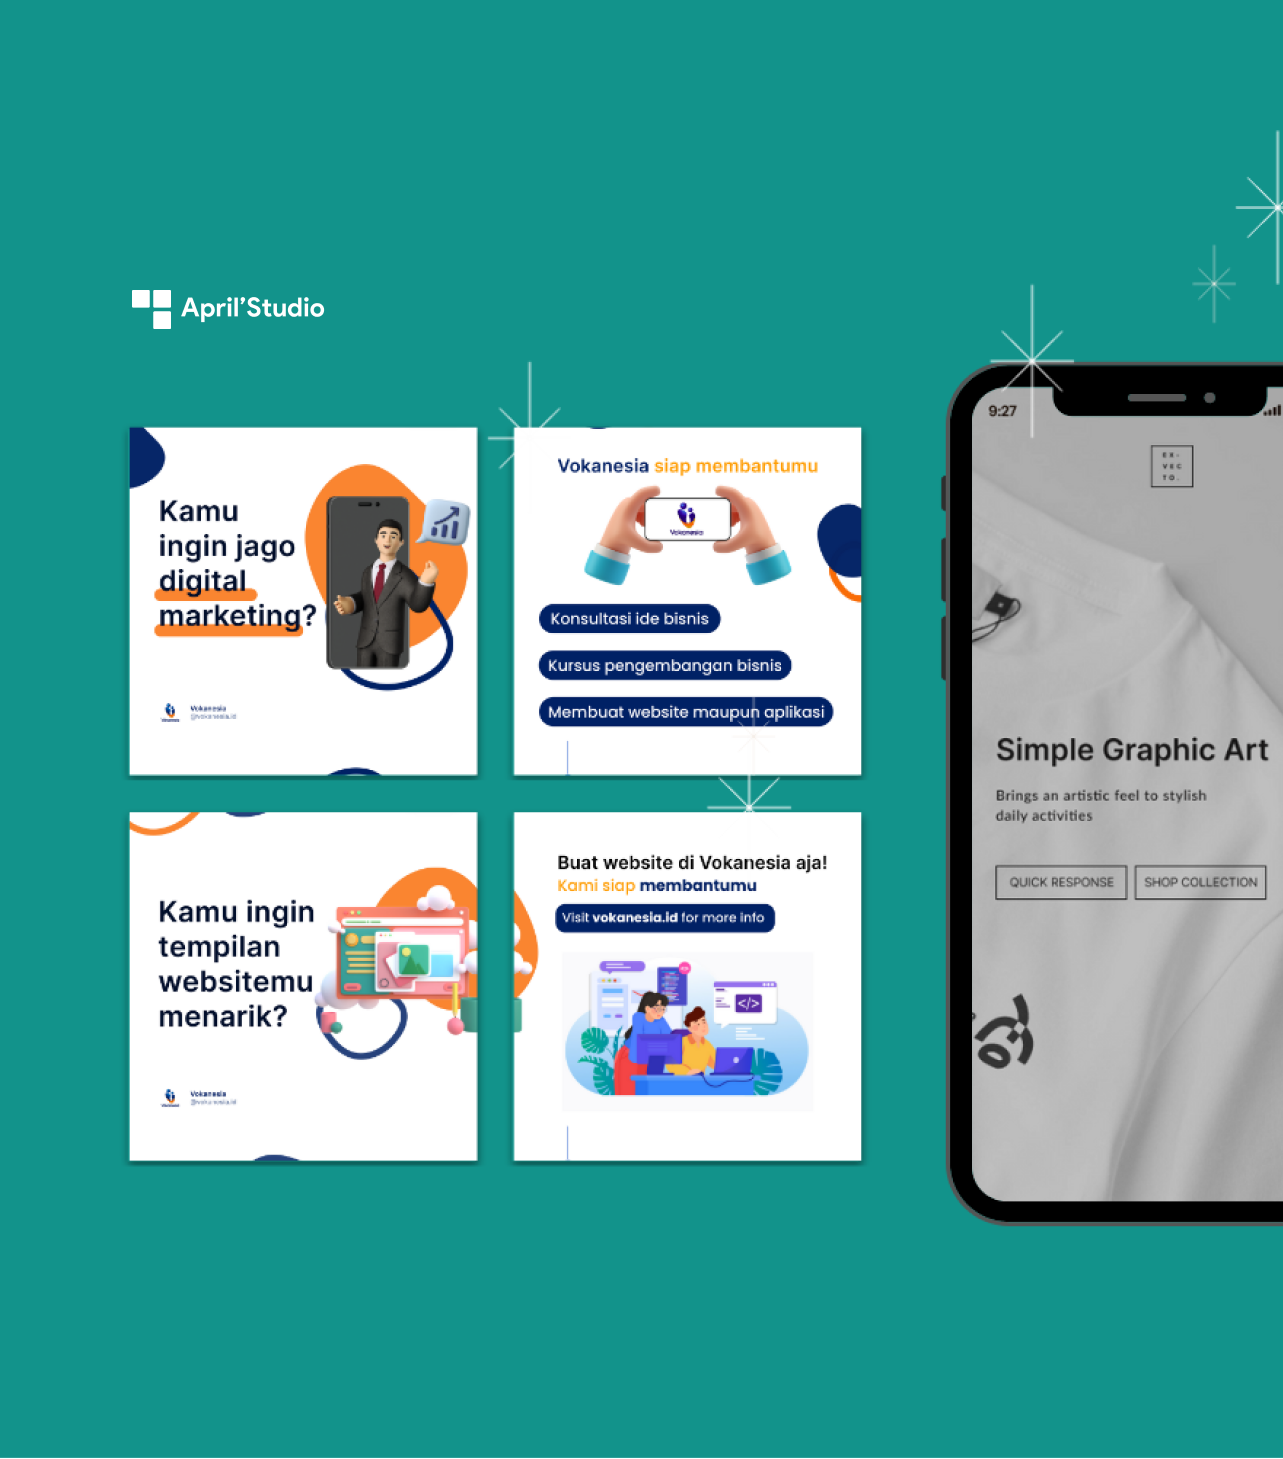 April'Studio
Kamu
ingin jago
digital
marketing?
Vokanesia
@vokanesia.id
Vokanesia siap membantumu
Vokanesia
Konsultasi ide bisnis
Kursus pengembangan bisnis
Membuat website maupun aplikasi
Kamu ingin
tempilan
websitemu
menarik?
Vokanesia
@vokanesia.id
Buat website di Vokanesia aja!
Kami siap membantumu
Visit vokanesia.id for more info
</>
9:27
EX-
VEC
TO.
Simple Graphic Art
Brings an artistic feel to stylish
daily activities
QUICK RESPONSE
SHOP COLLECTION